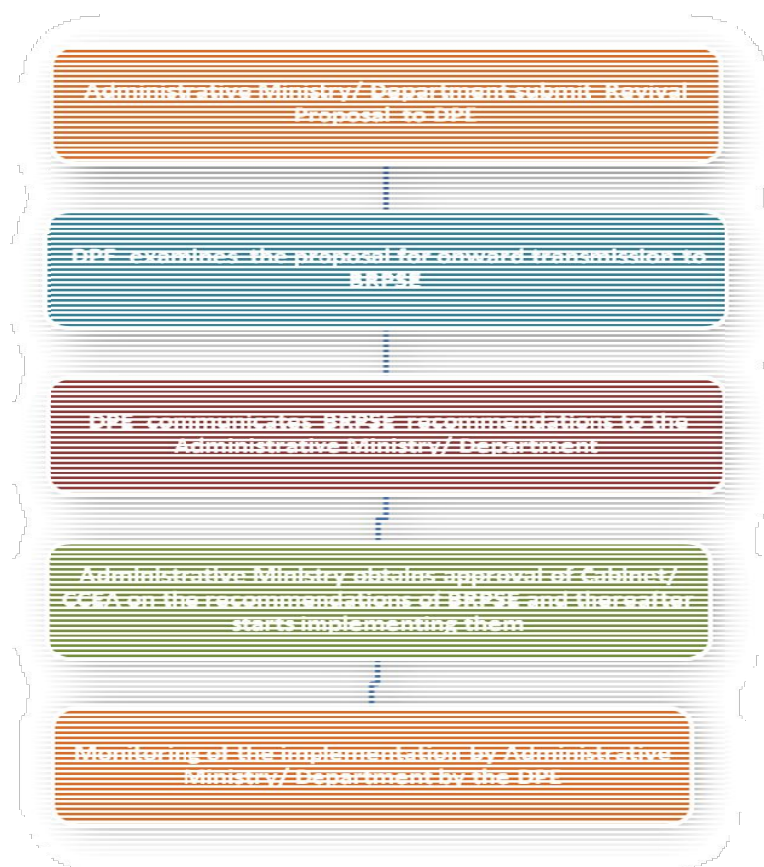 Administrative Ministry/ Department submit Revival
Proposal to DPE
DPE examines the proposal for onward transmission to
BRPSE
DPE communicates BRPSE recommendations to the
Administrative Ministry/ Department
Administrative Ministry obtains approval of Cabinet/
CCEA on the recommendations of BRPSE and thereafter
starts implementing them
Monitoring of the implementation by Administrative
Ministry/ Department by the DPE